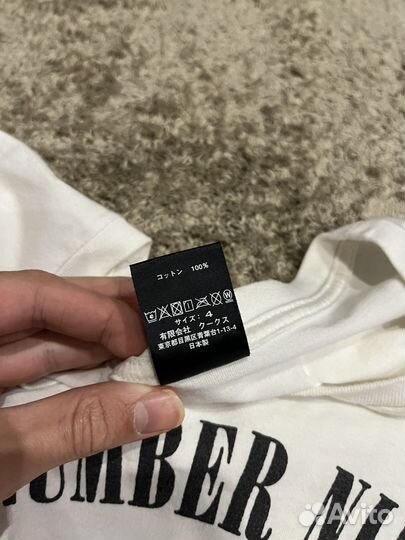 コットン 100%
サイズ: 4
有限会社 クークス
東京都目黒区青葉台1-13-4
日本製
NUMBER NI
Avito